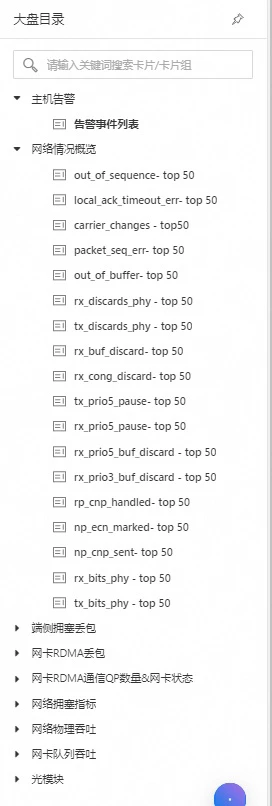 大盘目录
请输入关键词搜索卡片/卡片组
主机告警
告警事件列表
网络情况概览
out_of_sequence- top 50
local_ack_timeout_err- top 50
carrier_changes - top50
packet_seq_err- top 50
out_of_buffer- top 50
rx_discards_phy - top 50
tx_discards_phy - top 50
rx_buf_discard- top 50
rx_cong_discard- top 50
tx_prio5_pause- top 50
rx_prio5_pause- top 50
rx_prio5_buf_discard - top 50
rx_prio3_buf_discard - top 50
rp_cnp_handled- top 50
np_ecn_marked- top 50
np_cnp_sent- top 50
rx_bits_phy - top 50
tx_bits_phy - top 50
端侧拥塞丢包
网卡RDMA丢包
网卡RDMA通信QP数量&网卡状态
网络拥塞指标
网络物理吞吐
网卡队列吞吐
光模块